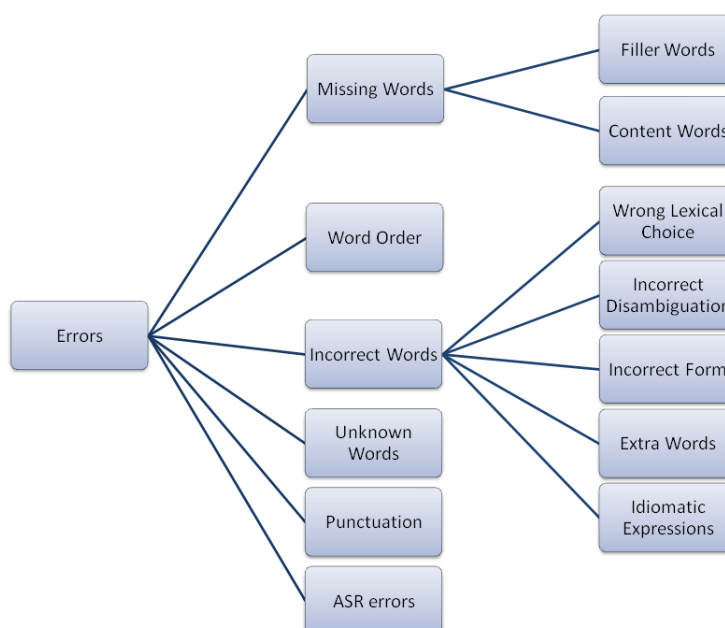 Filler Words
Missing Words
Content Words
Wrong Lexical
Choice
Word Order
Incorrect
Disambiguation
Errors
Incorrect Words
Incorrect Form
Unknown
Words
Extra Words
Punctuation
Idiomatic
Expressions
ASR errors